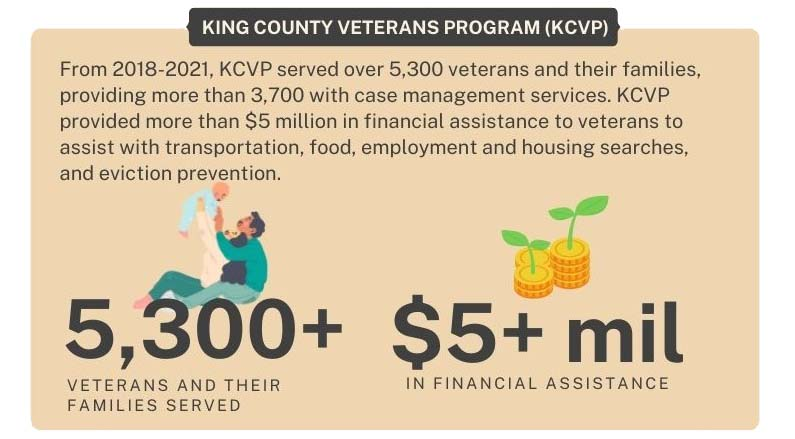 KING COUNTY VETERANS PROGRAM (KCVP)
From 2018-2021, KCVP served over 5,300 veterans and their families,
providing more than 3,700 with case management services. KCVP
provided more than $5 million in financial assistance to veterans to
assist with transportation, food, employment and housing searches,
and eviction prevention.
5,300+
VETERANS AND THEIR
FAMILIES SERVED
$5+ mil
IN FINANCIAL ASSISTANCE